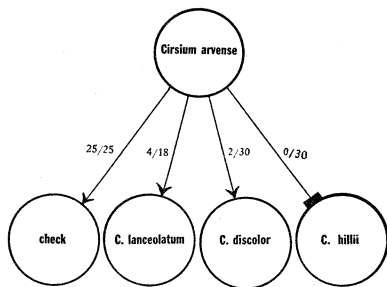 Cirsium arvense
25/25
4/18
2/30
0/30
check
C. lanceolatum
C. discolor
C. hillii